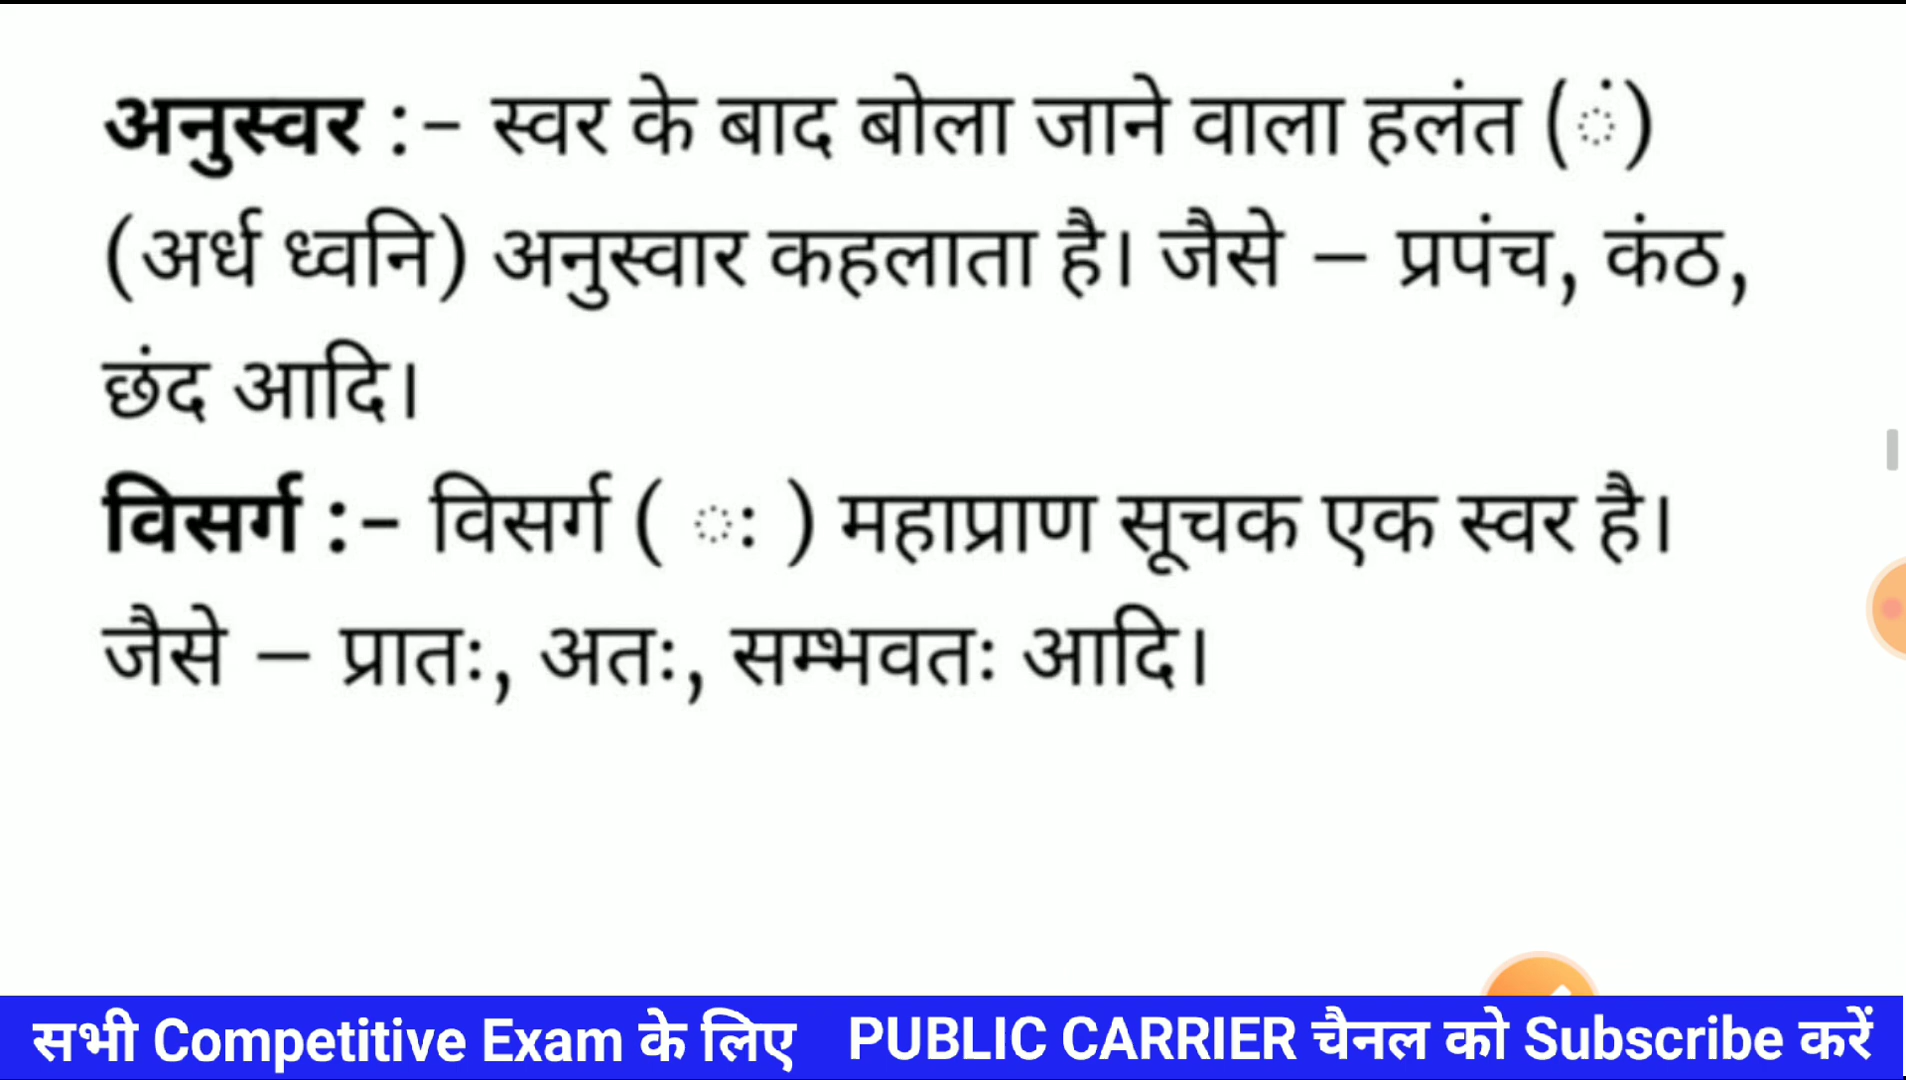 अनुस्वर :– स्वर के बाद बोला जाने वाला हलंत (ं)
(अर्ध ध्वनि) अनुस्वार कहलाता है। जैसे – प्रपंच, कंठ,
छंद आदि।
विसर्ग :– विसर्ग ( ः ) महाप्राण सूचक एक स्वर है।
जैसे – प्रातः, अतः, सम्भवतः आदि।
सभी Competitive Exam के लिए PUBLIC CARRIER चैनल को Subscribe करें